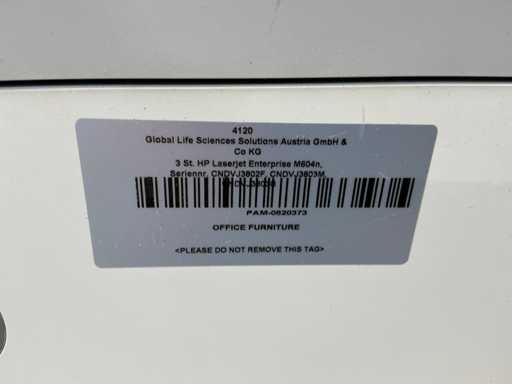 4120
Global Life Sciences Solutions Austria GmbH &
Co KG
3 St. HP Laserjet Enterprise M604n,
Seriennr. CNDVJ3802F, CNDVJ3803M,
PAM-0820373
OFFICE FURNITURE
<PLEASE DO NOT REMOVE THIS TAG>